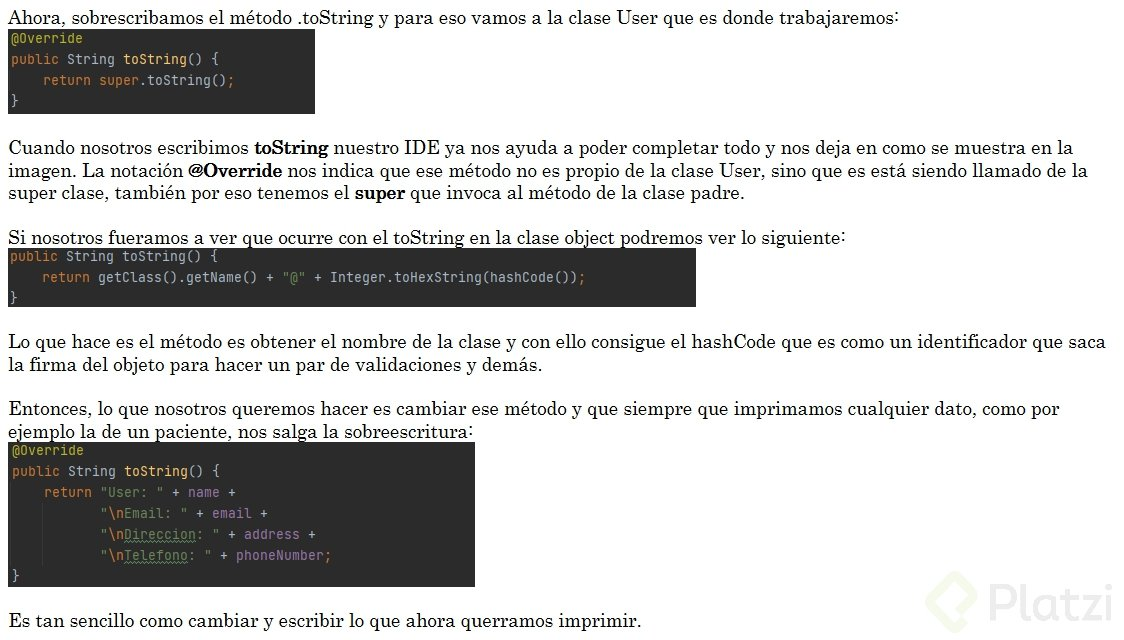 Ahora, sobrescribamos el método .toString y para eso vamos a la clase User que es donde trabajaremos:
@Override
public String toString() {
    return super.toString();
}
Cuando nosotros escribimos toString nuestro IDE ya nos ayuda a poder completar todo y nos deja en como se muestra en la
imagen. La notación @Override nos indica que ese método no es propio de la clase User, sino que es está siendo llamado de la
super clase, también por eso tenemos el super que invoca al método de la clase padre.
Si nosotros fueramos a ver que ocurre con el toString en la clase object podremos ver lo siguiente:
public String toString() {
    return getClass().getName() + "@" + Integer.toHexString(hashCode());
}
Lo que hace es el método es obtener el nombre de la clase y con ello consigue el hashCode que es como un identificador que saca
la firma del objeto para hacer un par de validaciones y demás.
Entonces, lo que nosotros queremos hacer es cambiar ese método y que siempre que imprimamos cualquier dato, como por
ejemplo la de un paciente, nos salga la sobreescritura:
@Override
public String toString() {
    return "User: " + name +
            "\nEmail: " + email +
            "\nDireccion: " + address +
            "\nTelefono: " + phoneNumber;
}
Es tan sencillo como cambiar y escribir lo que ahora querramos imprimir.
Platzi